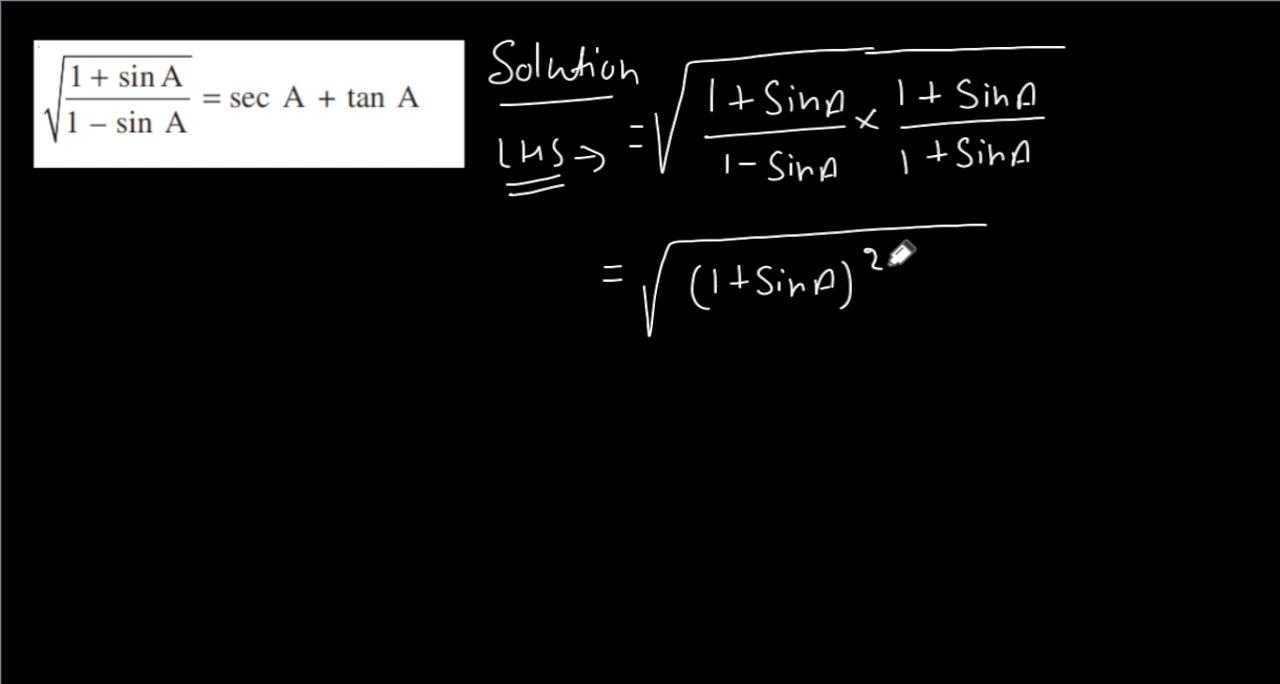 √((1 + sin A)/(1 − sin A)) = sec A + tan A
Solution
LHS → = √((1 + SinA)/(1 - SinA) × (1 + SinA)/(1 + SinA))
= √((1 + SinA)²